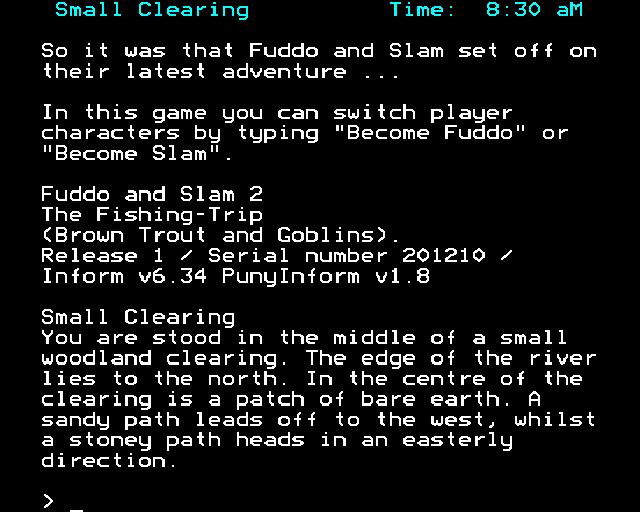 Small Clearing Time: 8:30 aM
So it was that Fuddo and Slam set off on
their latest adventure ...
In this game you can switch player
characters by typing "Become Fuddo" or
"Become Slam".
Fuddo and Slam 2
The Fishing-Trip
(Brown Trout and Goblins).
Release 1 / Serial number 201210 /
Inform v6.34 PunyInform v1.8
Small Clearing
You are stood in the middle of a small
woodland clearing. The edge of the river
lies to the north. In the centre of the
clearing is a patch of bare earth. A
sandy path leads off to the west, whilst
a stoney path heads in an easterly
direction.
> _